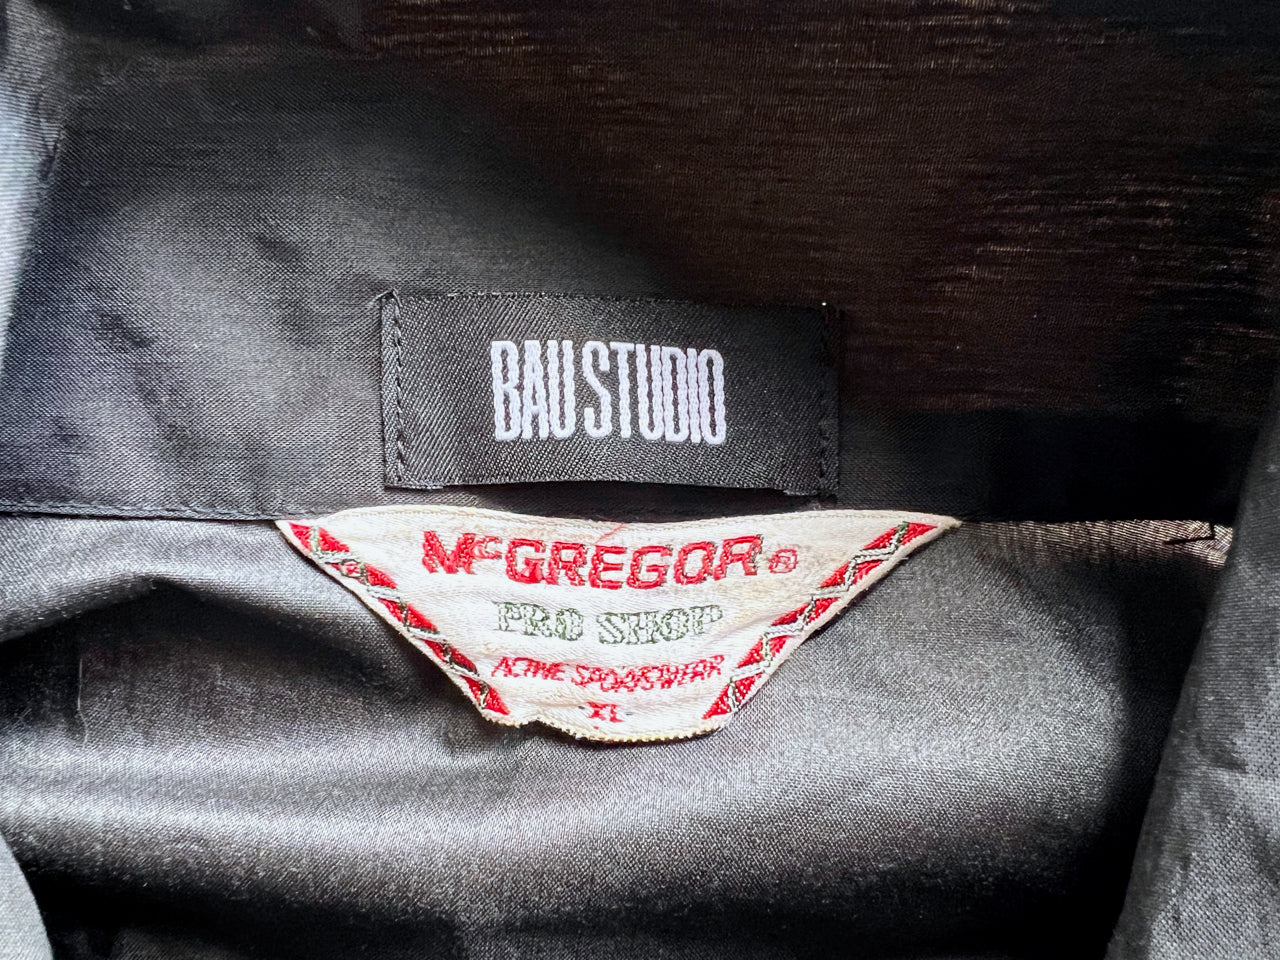 BAU STUDIO
McGREGOR®
PRO SHOP
ACTIVE SPORTSWEAR
XL